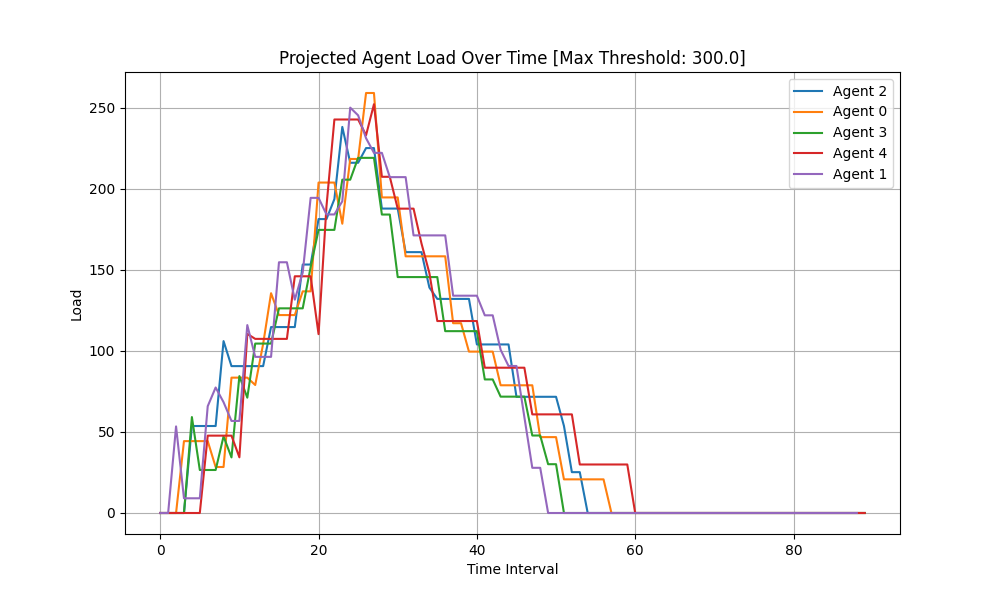 Projected Agent Load Over Time [Max Threshold: 300.0]
Load
250
200
150
100
50
0
0 20 40 60 80
Time Interval
Agent 2
Agent 0
Agent 3
Agent 4
Agent 1